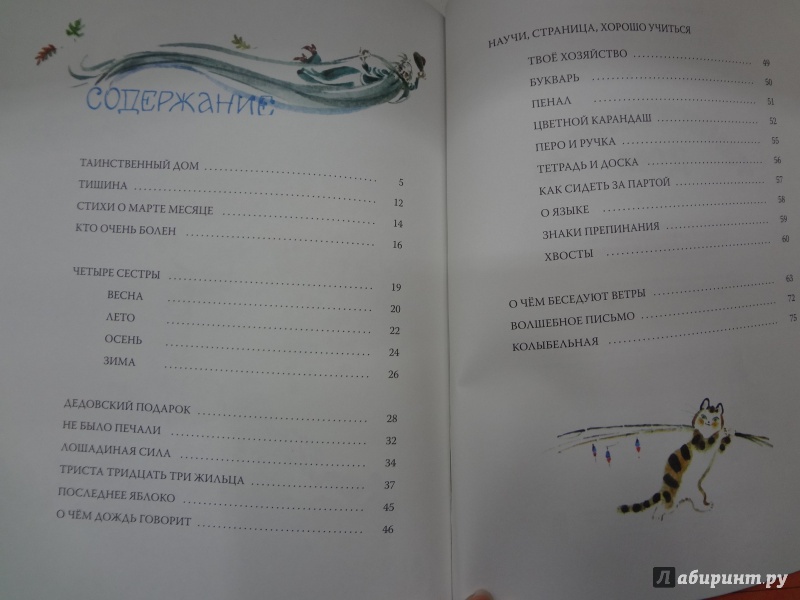 СОДЕРЖАНИЕ
ТАИНСТВЕННЫЙ ДОМ 5
ТИШИНА 12
СТИХИ О МАРТЕ МЕСЯЦЕ 14
КТО ОЧЕНЬ БОЛЕН 16
ЧЕТЫРЕ СЕСТРЫ 19
ВЕСНА 20
ЛЕТО 22
ОСЕНЬ 24
ЗИМА 26
ДЕДОВСКИЙ ПОДАРОК 28
НЕ БЫЛО ПЕЧАЛИ 32
ЛОШАДИНАЯ СИЛА 34
ТРИСТА ТРИДЦАТЬ ТРИ ЖИЛЬЦА 37
ПОСЛЕДНЕЕ ЯБЛОКО 45
О ЧЁМ ДОЖДЬ ГОВОРИТ 46
НАУЧИ, СТРАНИЦА, ХОРОШО УЧИТЬСЯ
ТВОЁ ХОЗЯЙСТВО 49
БУКВАРЬ 50
ПЕНАЛ 51
ЦВЕТНОЙ КАРАНДАШ 52
ПЕРО И РУЧКА 55
ТЕТРАДЬ И ДОСКА 56
КАК СИДЕТЬ ЗА ПАРТОЙ 57
О ЯЗЫКЕ 58
ЗНАКИ ПРЕПИНАНИЯ 59
ХВОСТЫ 60
О ЧЁМ БЕСЕДУЮТ ВЕТРЫ 63
ВОЛШЕБНОЕ ПИСЬМО 72
КОЛЫБЕЛЬНАЯ 75
Лабиринт.ру